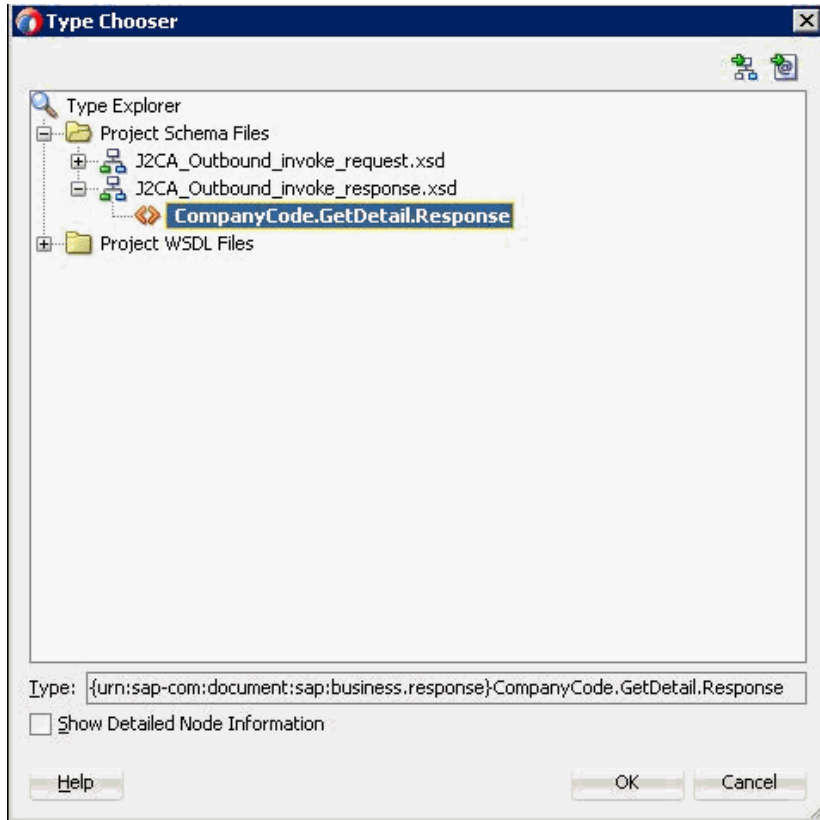 Type Chooser
Type Explorer
Project Schema Files
J2CA_Outbound_invoke_request.xsd
J2CA_Outbound_invoke_response.xsd
CompanyCode.GetDetail.Response
Project WSDL Files
Type: {urn:sap-com:document:sap:business.response}CompanyCode.GetDetail.Response
Show Detailed Node Information
Help OK Cancel